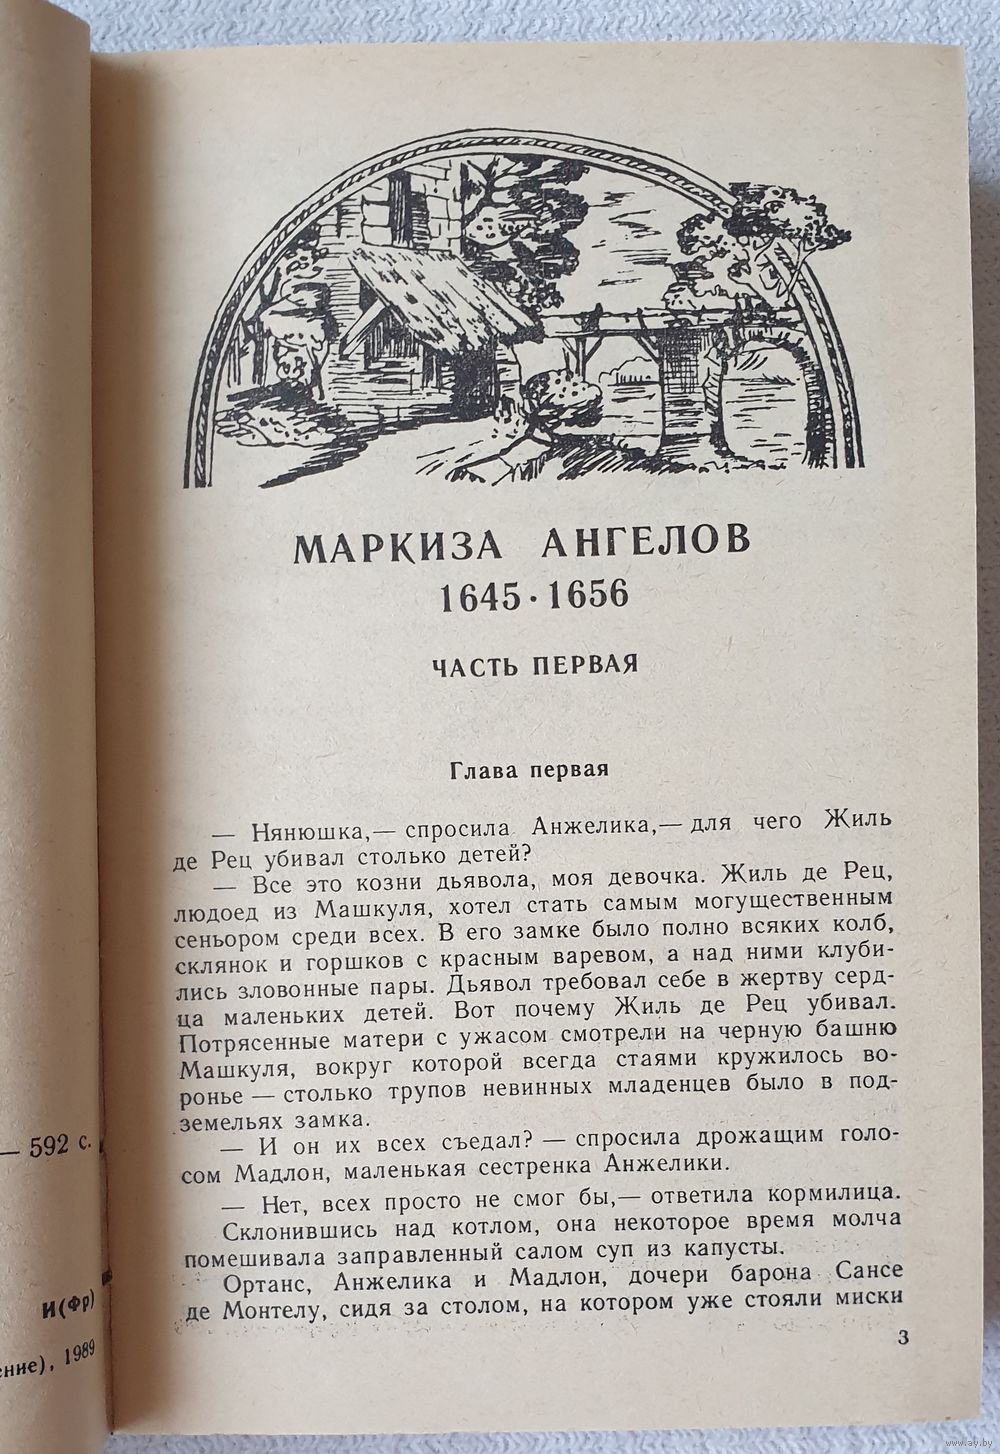 МАРКИЗА АНГЕЛОВ
1645 · 1656
ЧАСТЬ ПЕРВАЯ
Глава первая
— Нянюшка,— спросила Анжелика,— для чего Жиль
де Рец убивал столько детей?
— Все это козни дьявола, моя девочка. Жиль де Рец,
людоед из Машкуля, хотел стать самым могущественным
сеньором среди всех. В его замке было полно всяких колб,
склянок и горшков с красным варевом, а над ними клуби-
лись зловонные пары. Дьявол требовал себе в жертву серд-
ца маленьких детей. Вот почему Жиль де Рец убивал.
Потрясенные матери с ужасом смотрели на черную башню
Машкуля, вокруг которой всегда стаями кружилось во-
ронье — столько трупов невинных младенцев было в под-
земельях замка.
— И он их всех съедал? — спросила дрожащим голо-
сом Мадлон, маленькая сестренка Анжелики.
— Нет, всех просто не смог бы,— ответила кормилица.
Склонившись над котлом, она некоторое время молча
помешивала заправленный салом суп из капусты.
Ортанс, Анжелика и Мадлон, дочери барона Сансе
де Монтелу, сидя за столом, на котором уже стояли миски
3
— 592 с.
И(Фр)
ение), 1989
www.ay.by